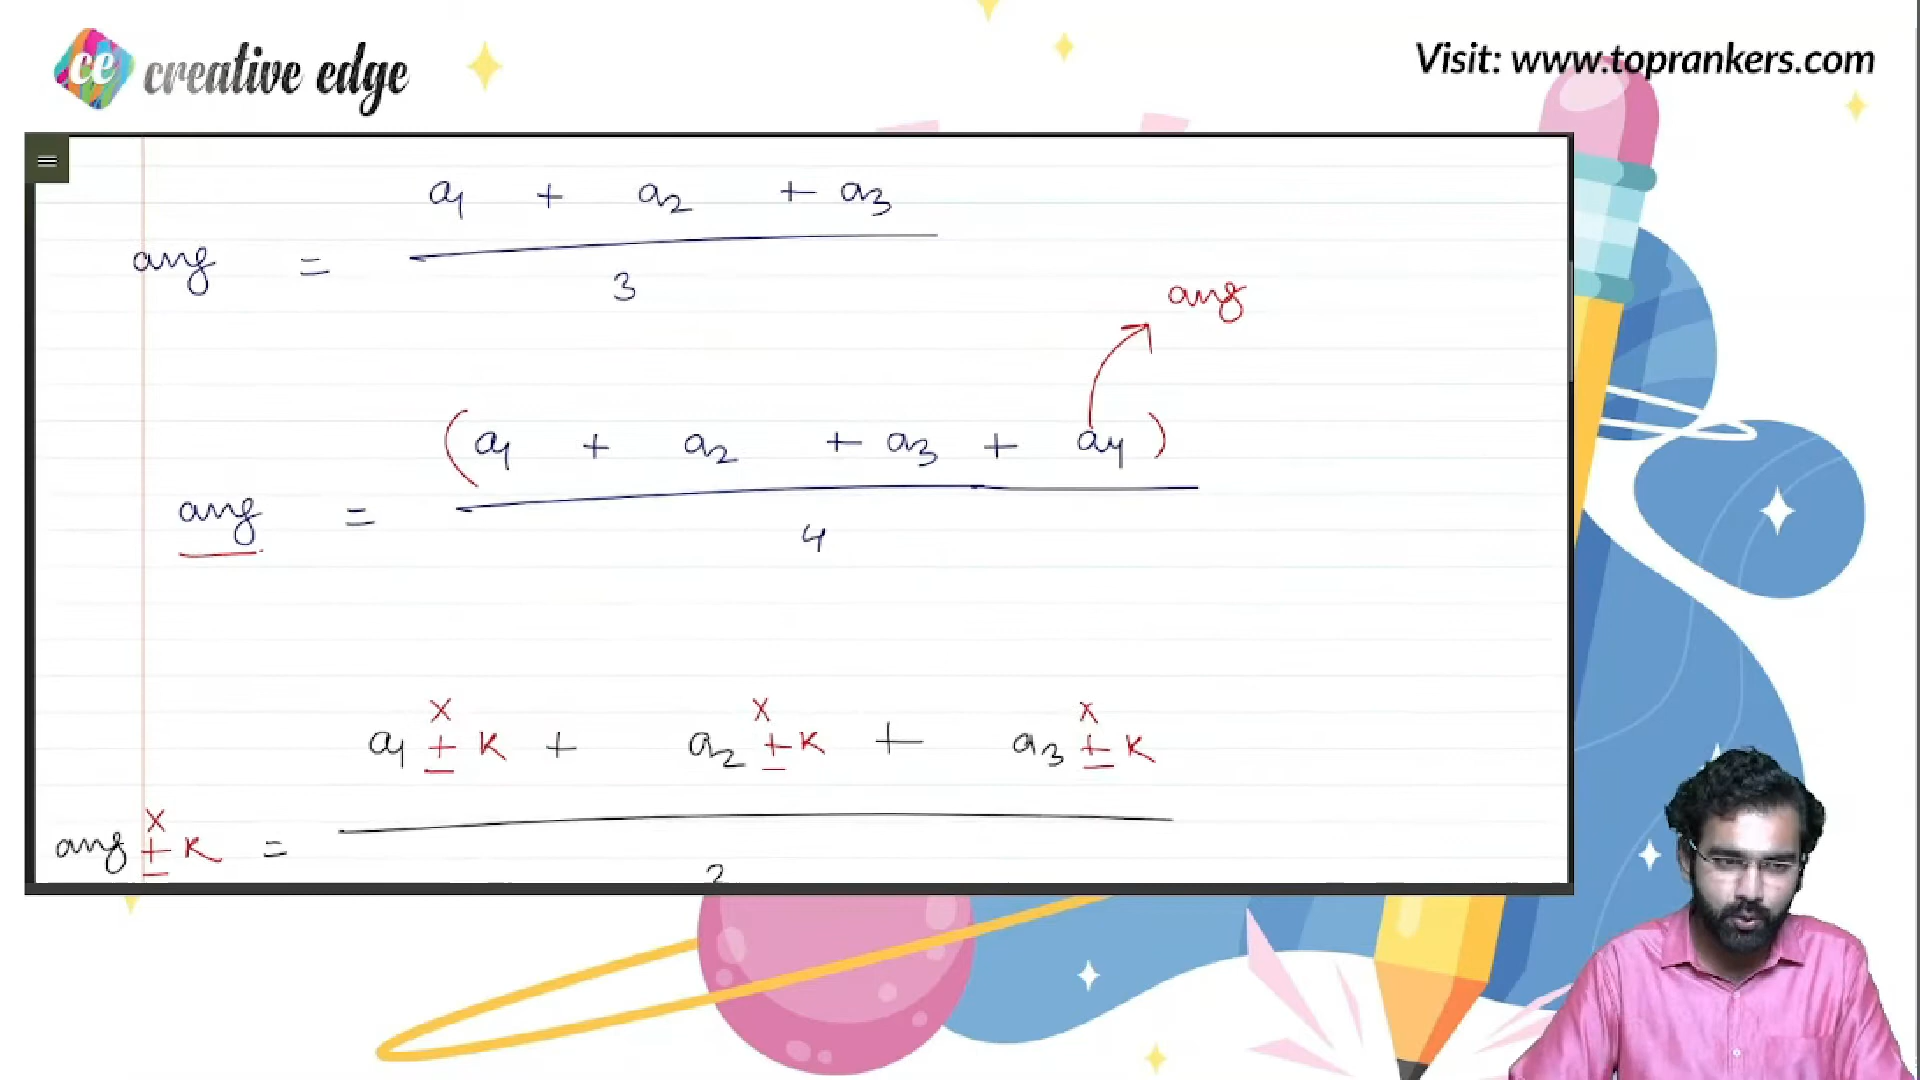 ce creative edge
Visit: www.toprankers.com
avg = a1 + a2 + a3
3
avg
avg = (a1 + a2 + a3 + a4)
4
x x x
a1 ± K + a2 ± K + a3 ± K
x
avg ± K =